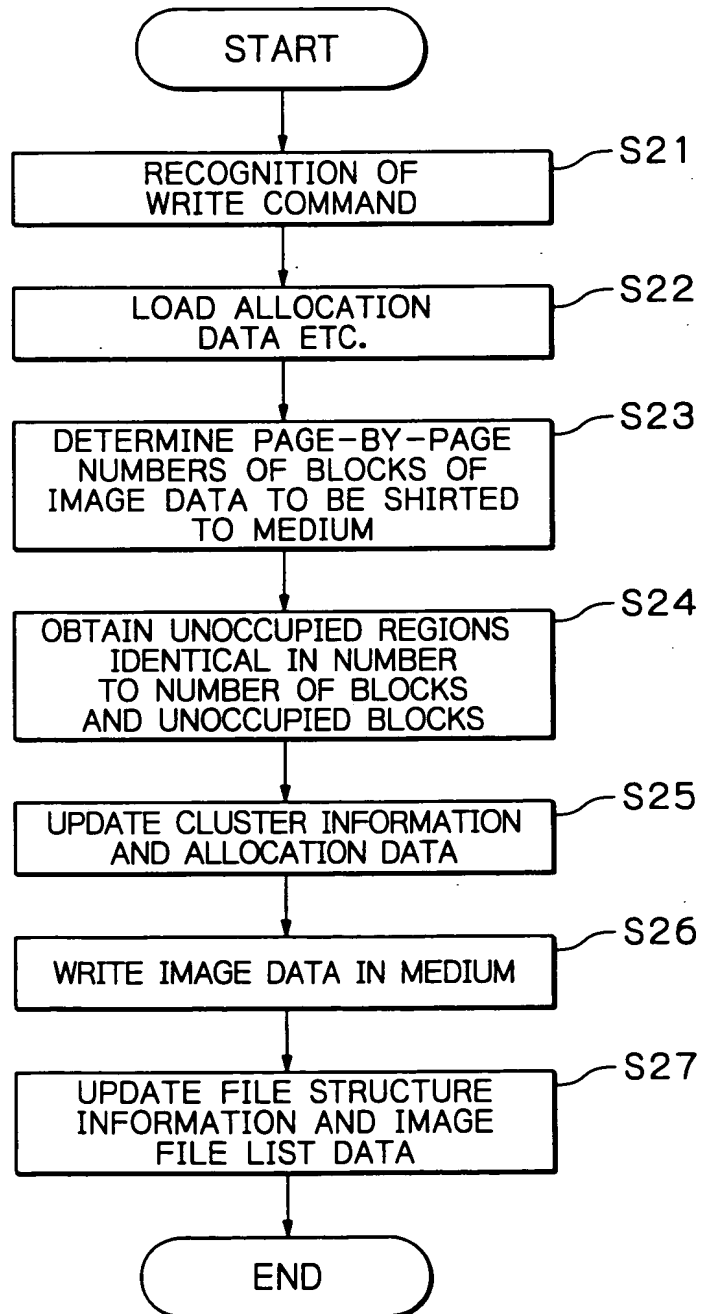 START
S21
RECOGNITION OF
WRITE COMMAND
S22
LOAD ALLOCATION
DATA ETC.
S23
DETERMINE PAGE-BY-PAGE
NUMBERS OF BLOCKS OF
IMAGE DATA TO BE SHIRTED
TO MEDIUM
S24
OBTAIN UNOCCUPIED REGIONS
IDENTICAL IN NUMBER
TO NUMBER OF BLOCKS
AND UNOCCUPIED BLOCKS
S25
UPDATE CLUSTER INFORMATION
AND ALLOCATION DATA
S26
WRITE IMAGE DATA IN MEDIUM
S27
UPDATE FILE STRUCTURE
INFORMATION AND IMAGE
FILE LIST DATA
END